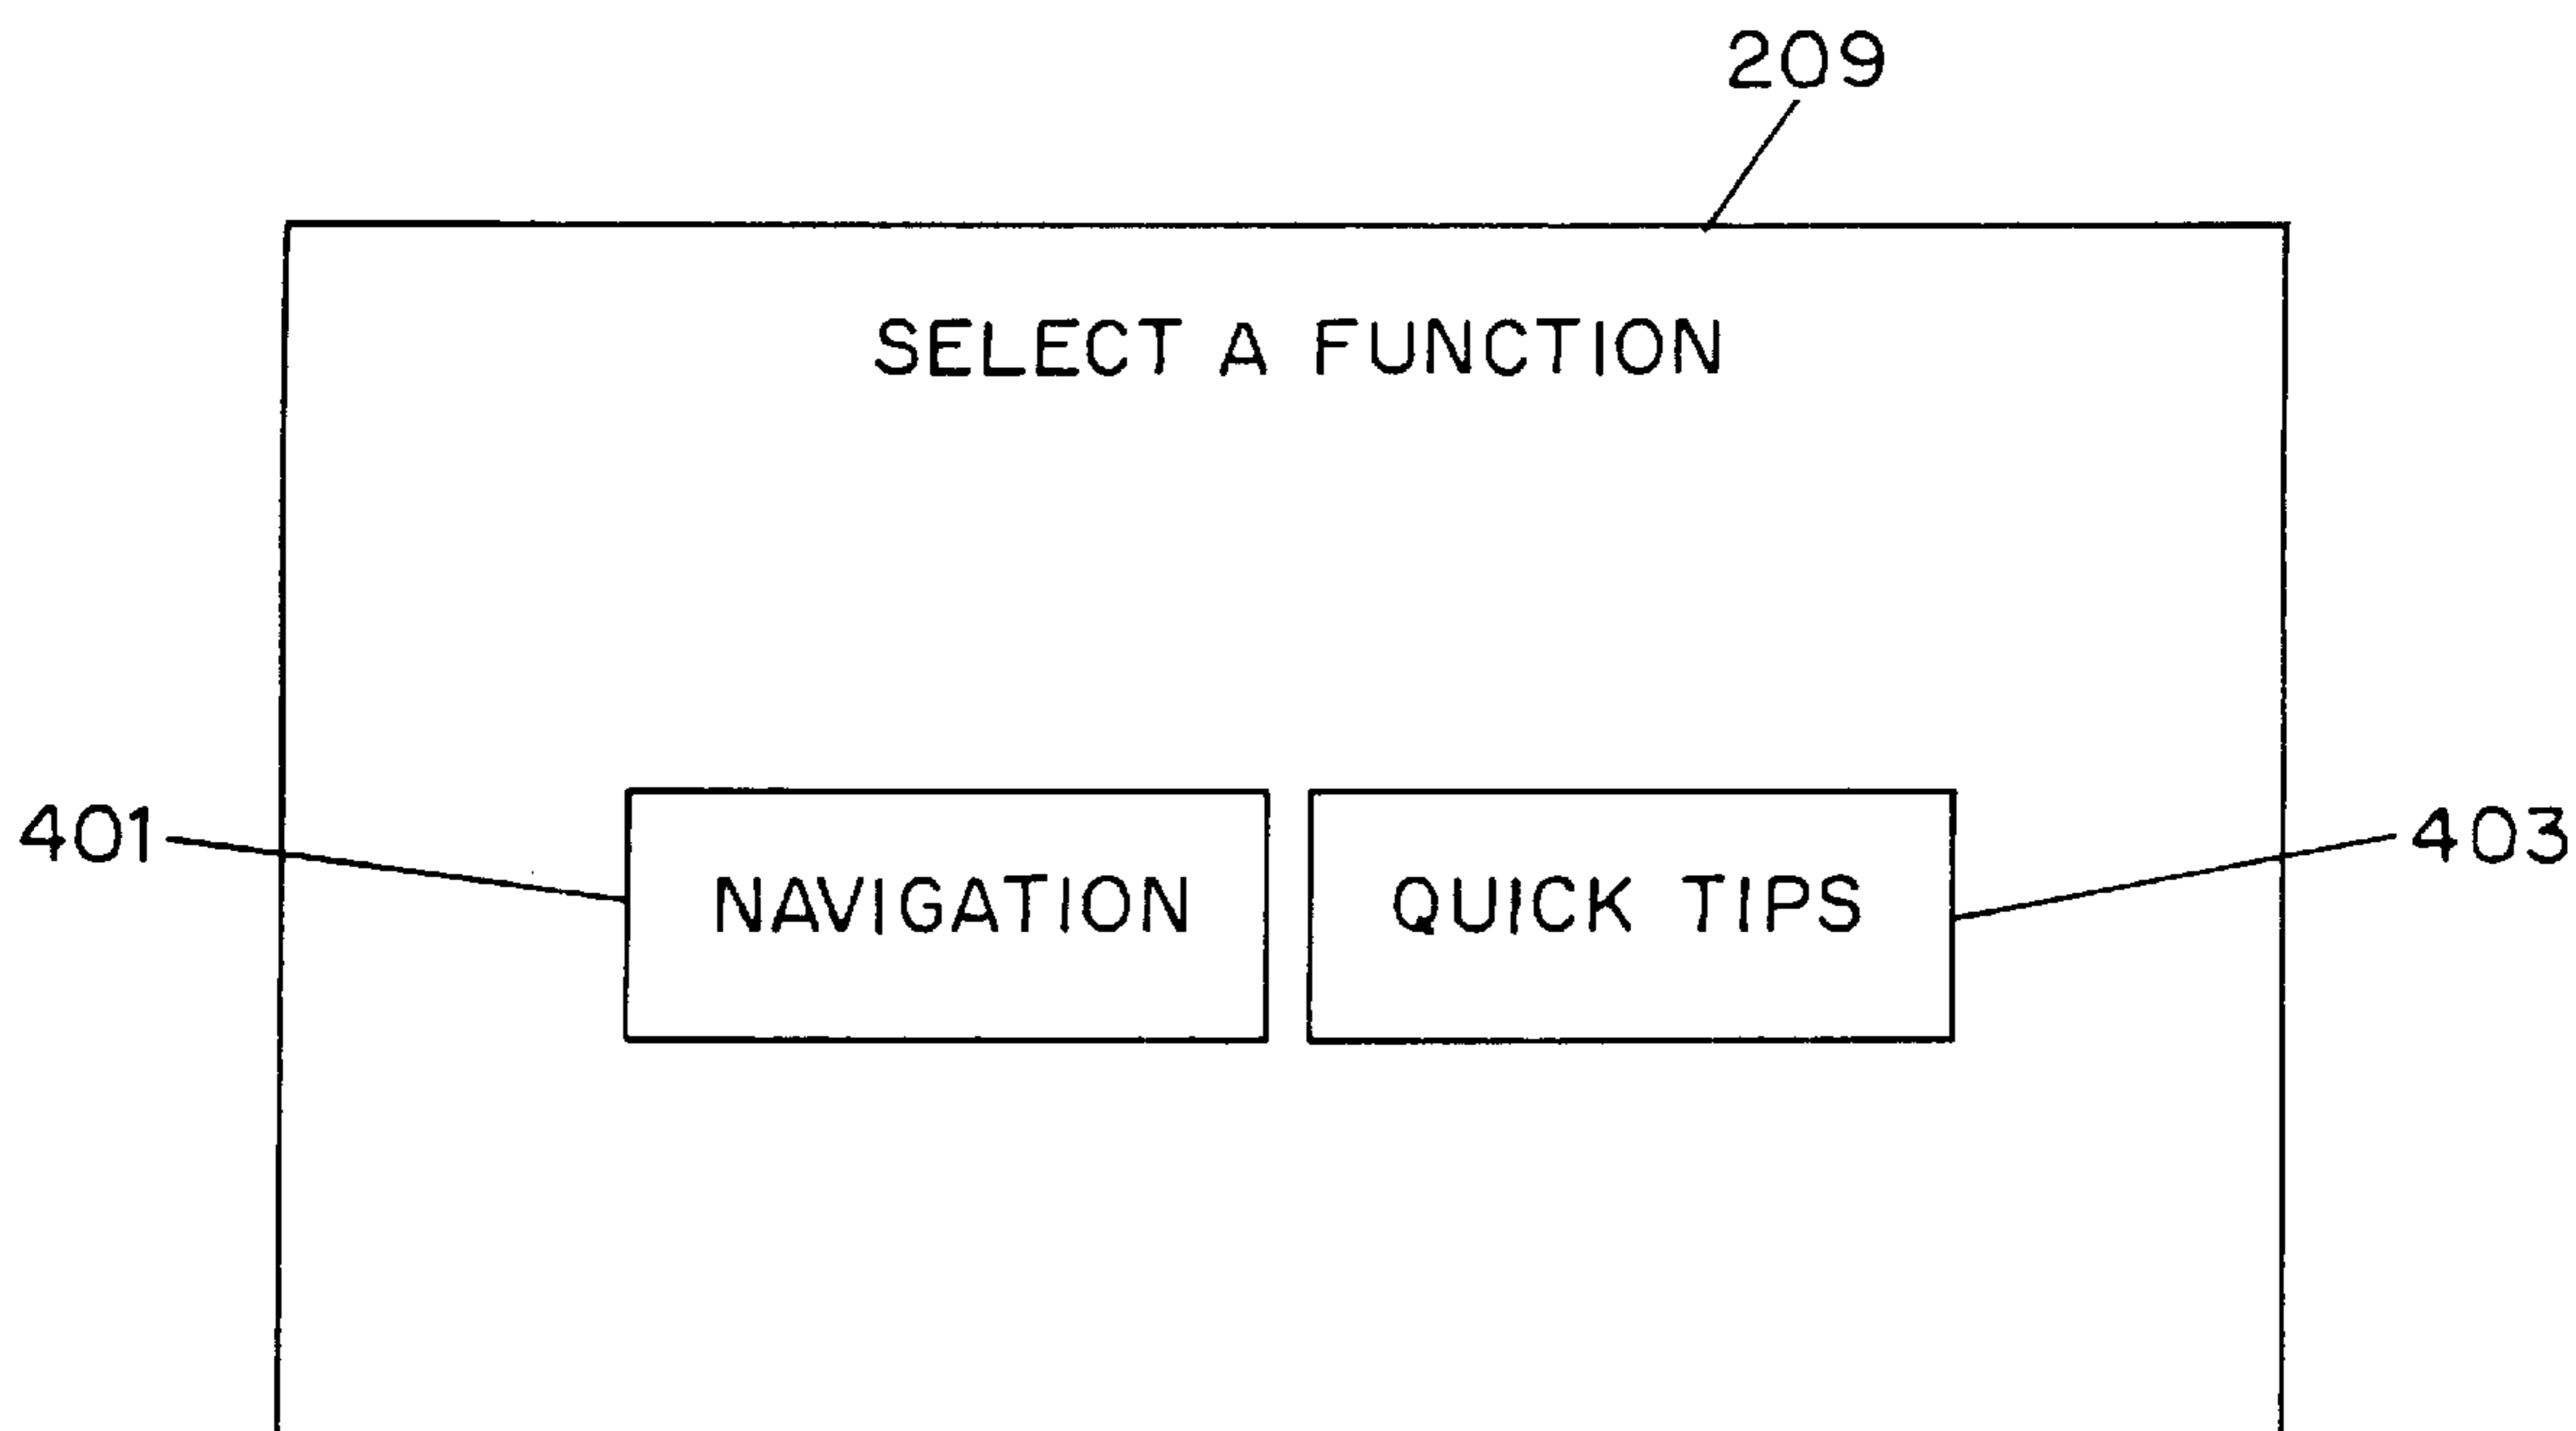 209
SELECT A FUNCTION
401
NAVIGATION
QUICK TIPS
403